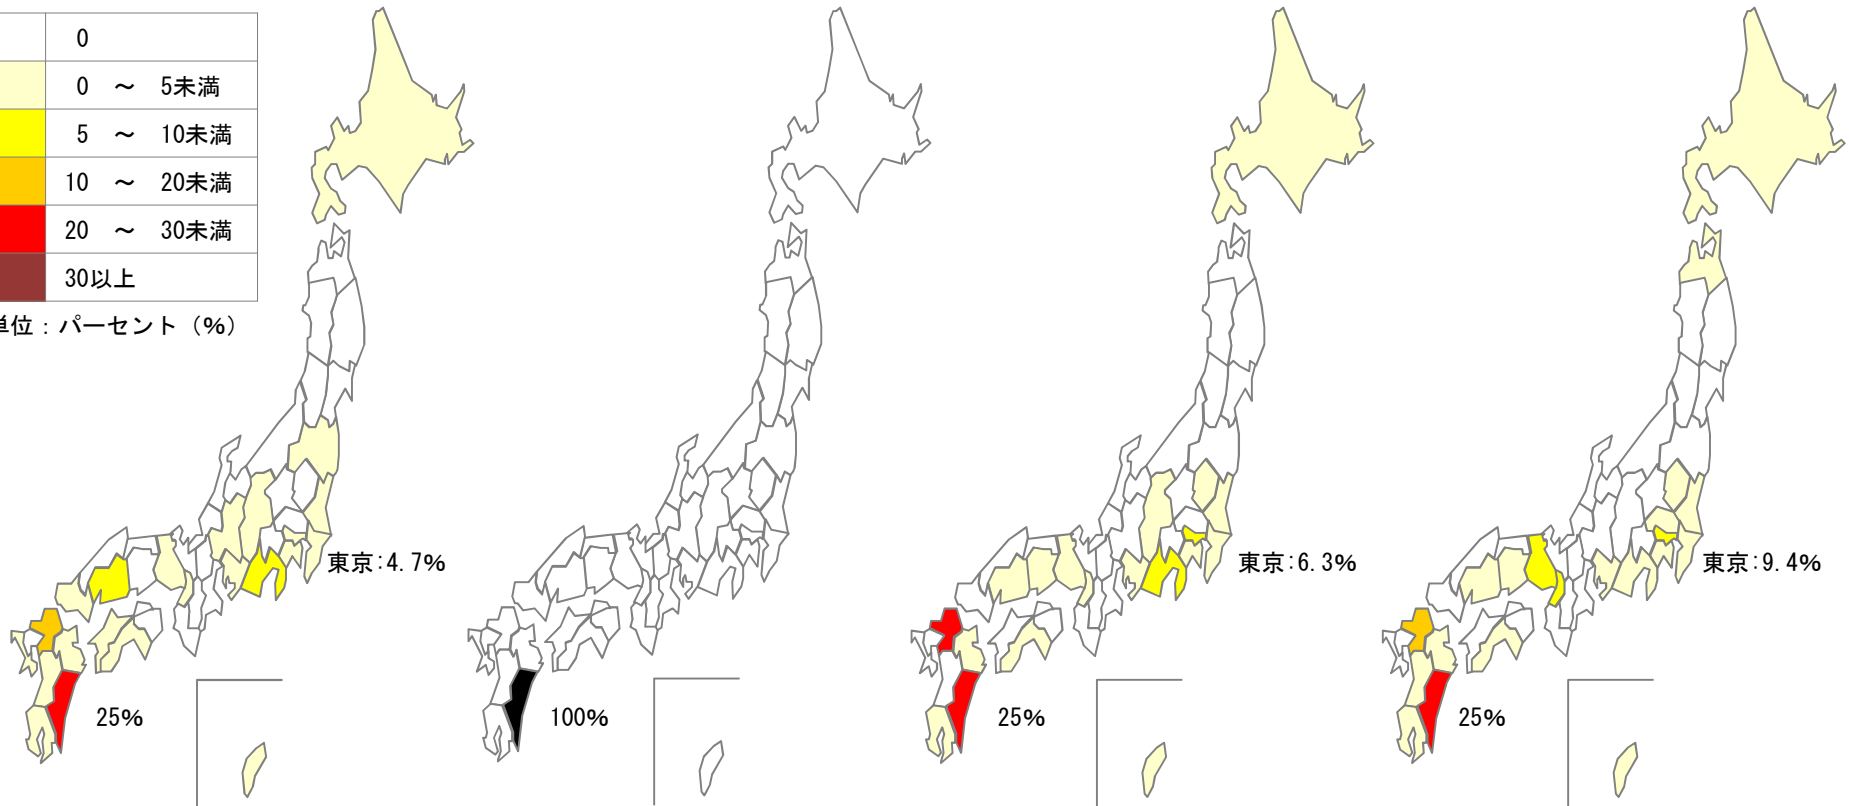 0
0 ～ 5未満
5 ～ 10未満
10 ～ 20未満
20 ～ 30未満
30以上
単位：パーセント（%）
東京:4.7%
東京:6.3%
東京:9.4%
25%
100%
25%
25%